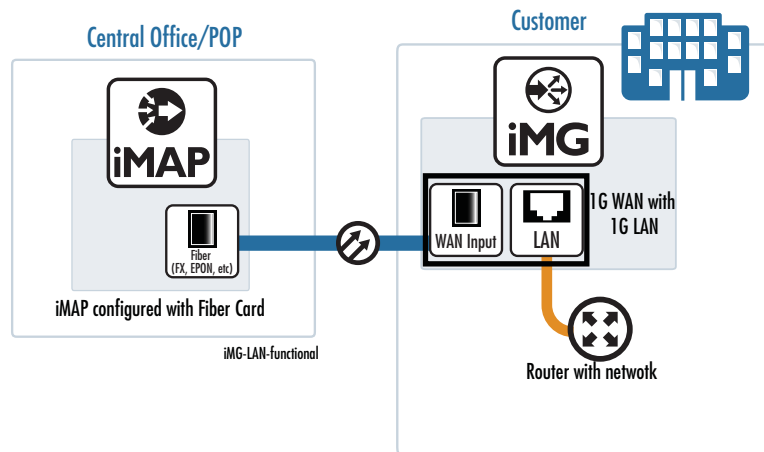 Central Office/POP
Customer
iMAP
iMG
Fiber
(FX, EPON, etc)
WAN Input
LAN
1G WAN with
1G LAN
iMAP configured with Fiber Card
iMG-LAN-functional
Router with netwotk